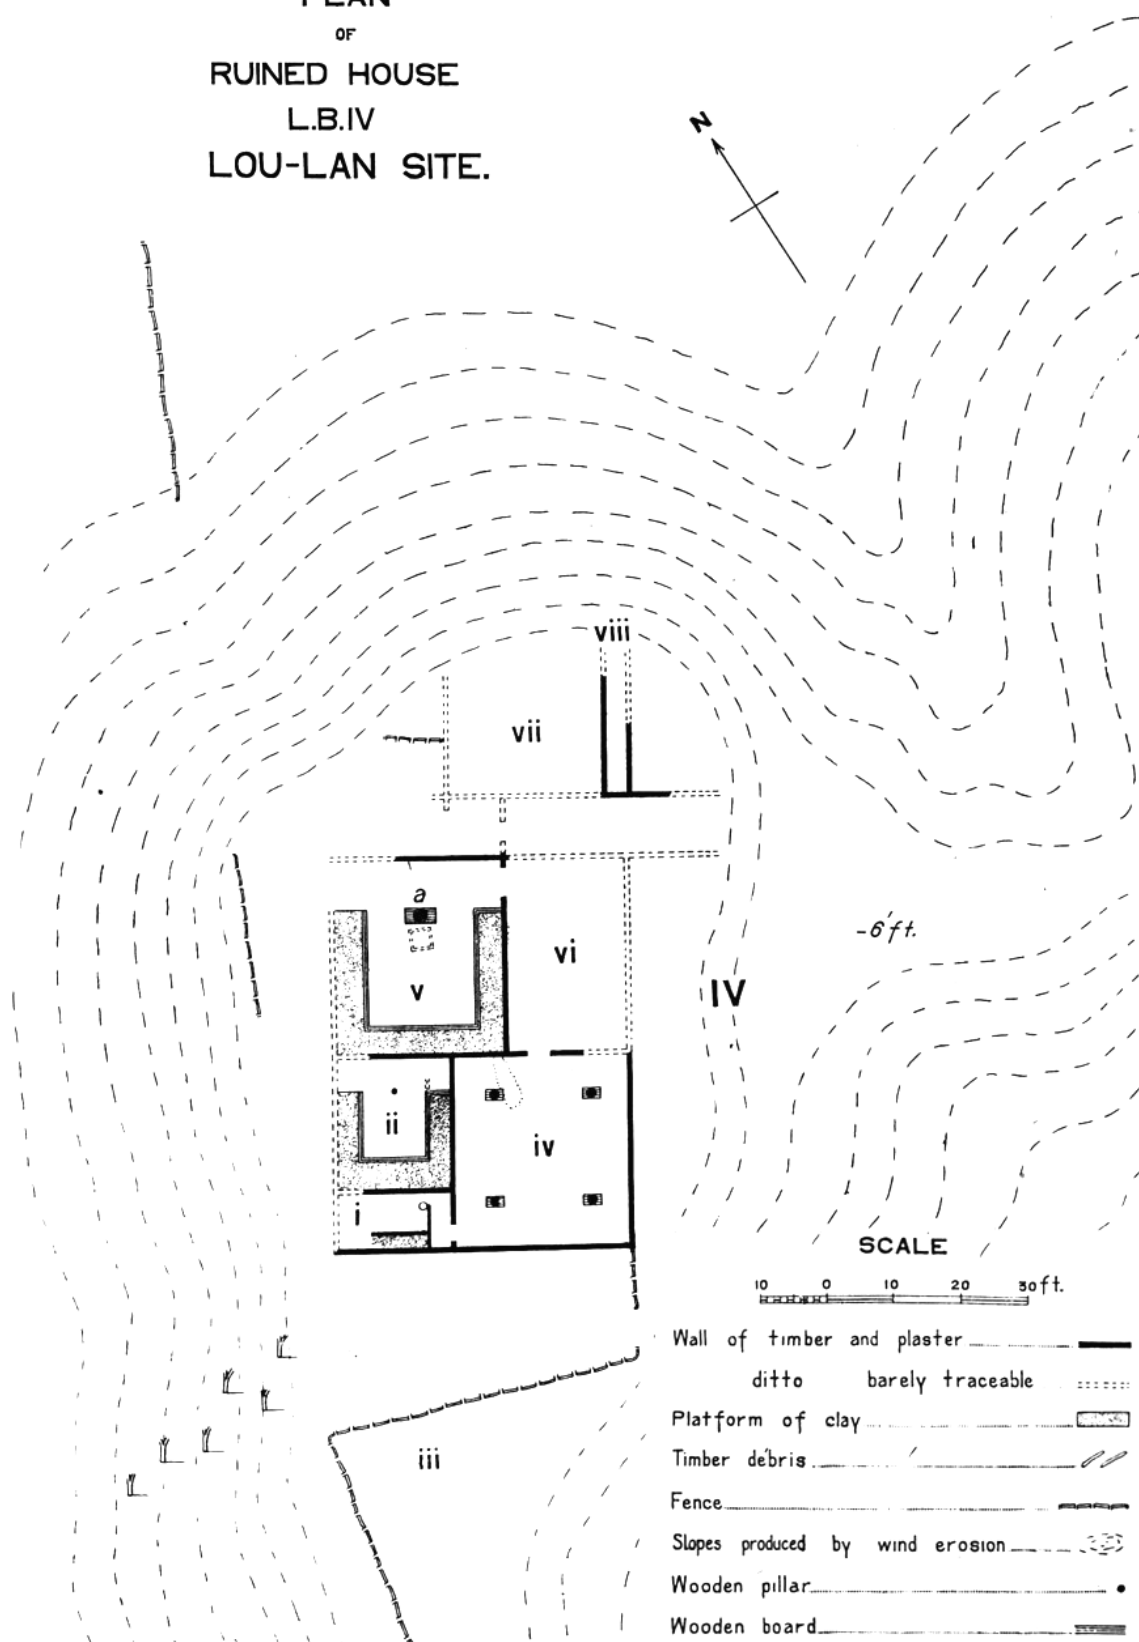 PLAN
OF
RUINED HOUSE
L.B.IV
LOU-LAN SITE.
N
viii
vii
a
-6 ft.
v
vi
IV
ii
iv
i
SCALE
10 0 10 20 30 ft.
iii
Wall of timber and plaster
ditto barely traceable
Platform of clay
Timber débris
Fence
Slopes produced by wind erosion
Wooden pillar
Wooden board